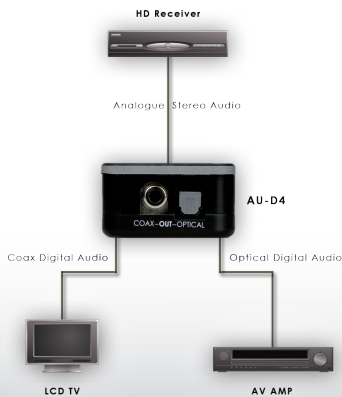 HD Receiver
Analogue Stereo Audio
AU-D4
COAX-OUT-OPTICAL
Coax Digital Audio
Optical Digital Audio
LCD TV
AV AMP